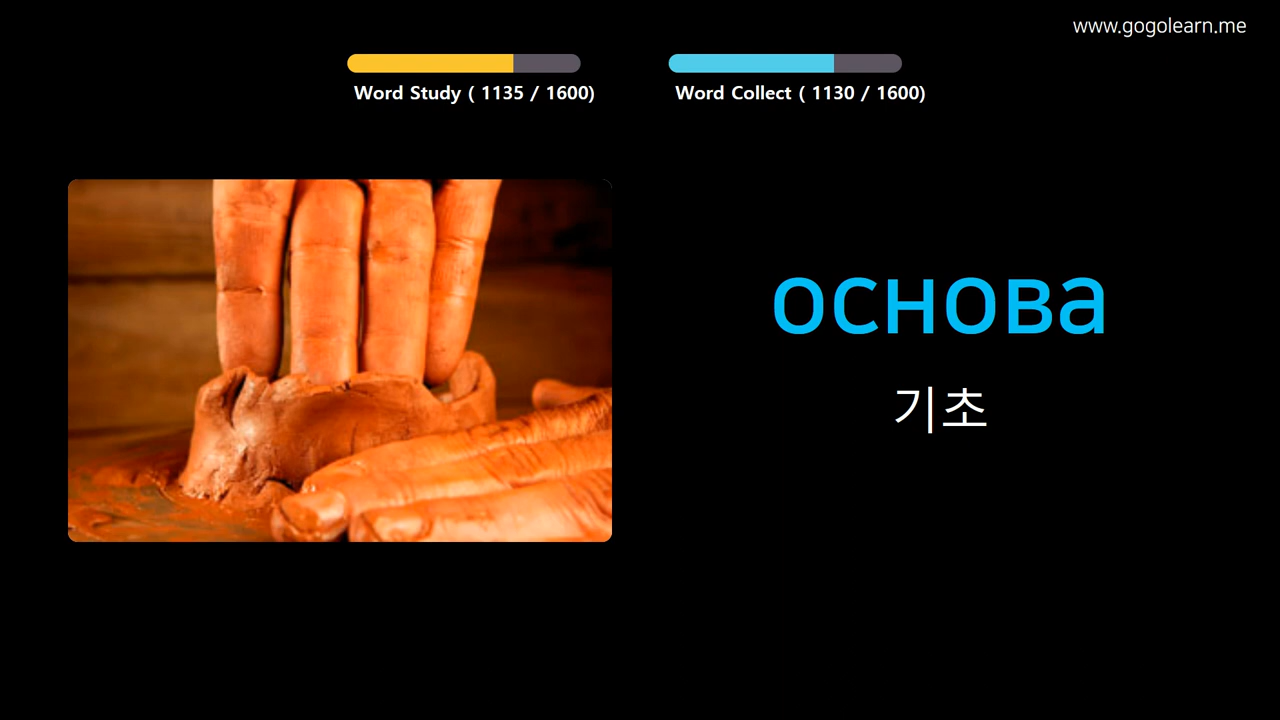 www.gogolearn.me
Word Study ( 1135 / 1600)
Word Collect ( 1130 / 1600)
основа
기초